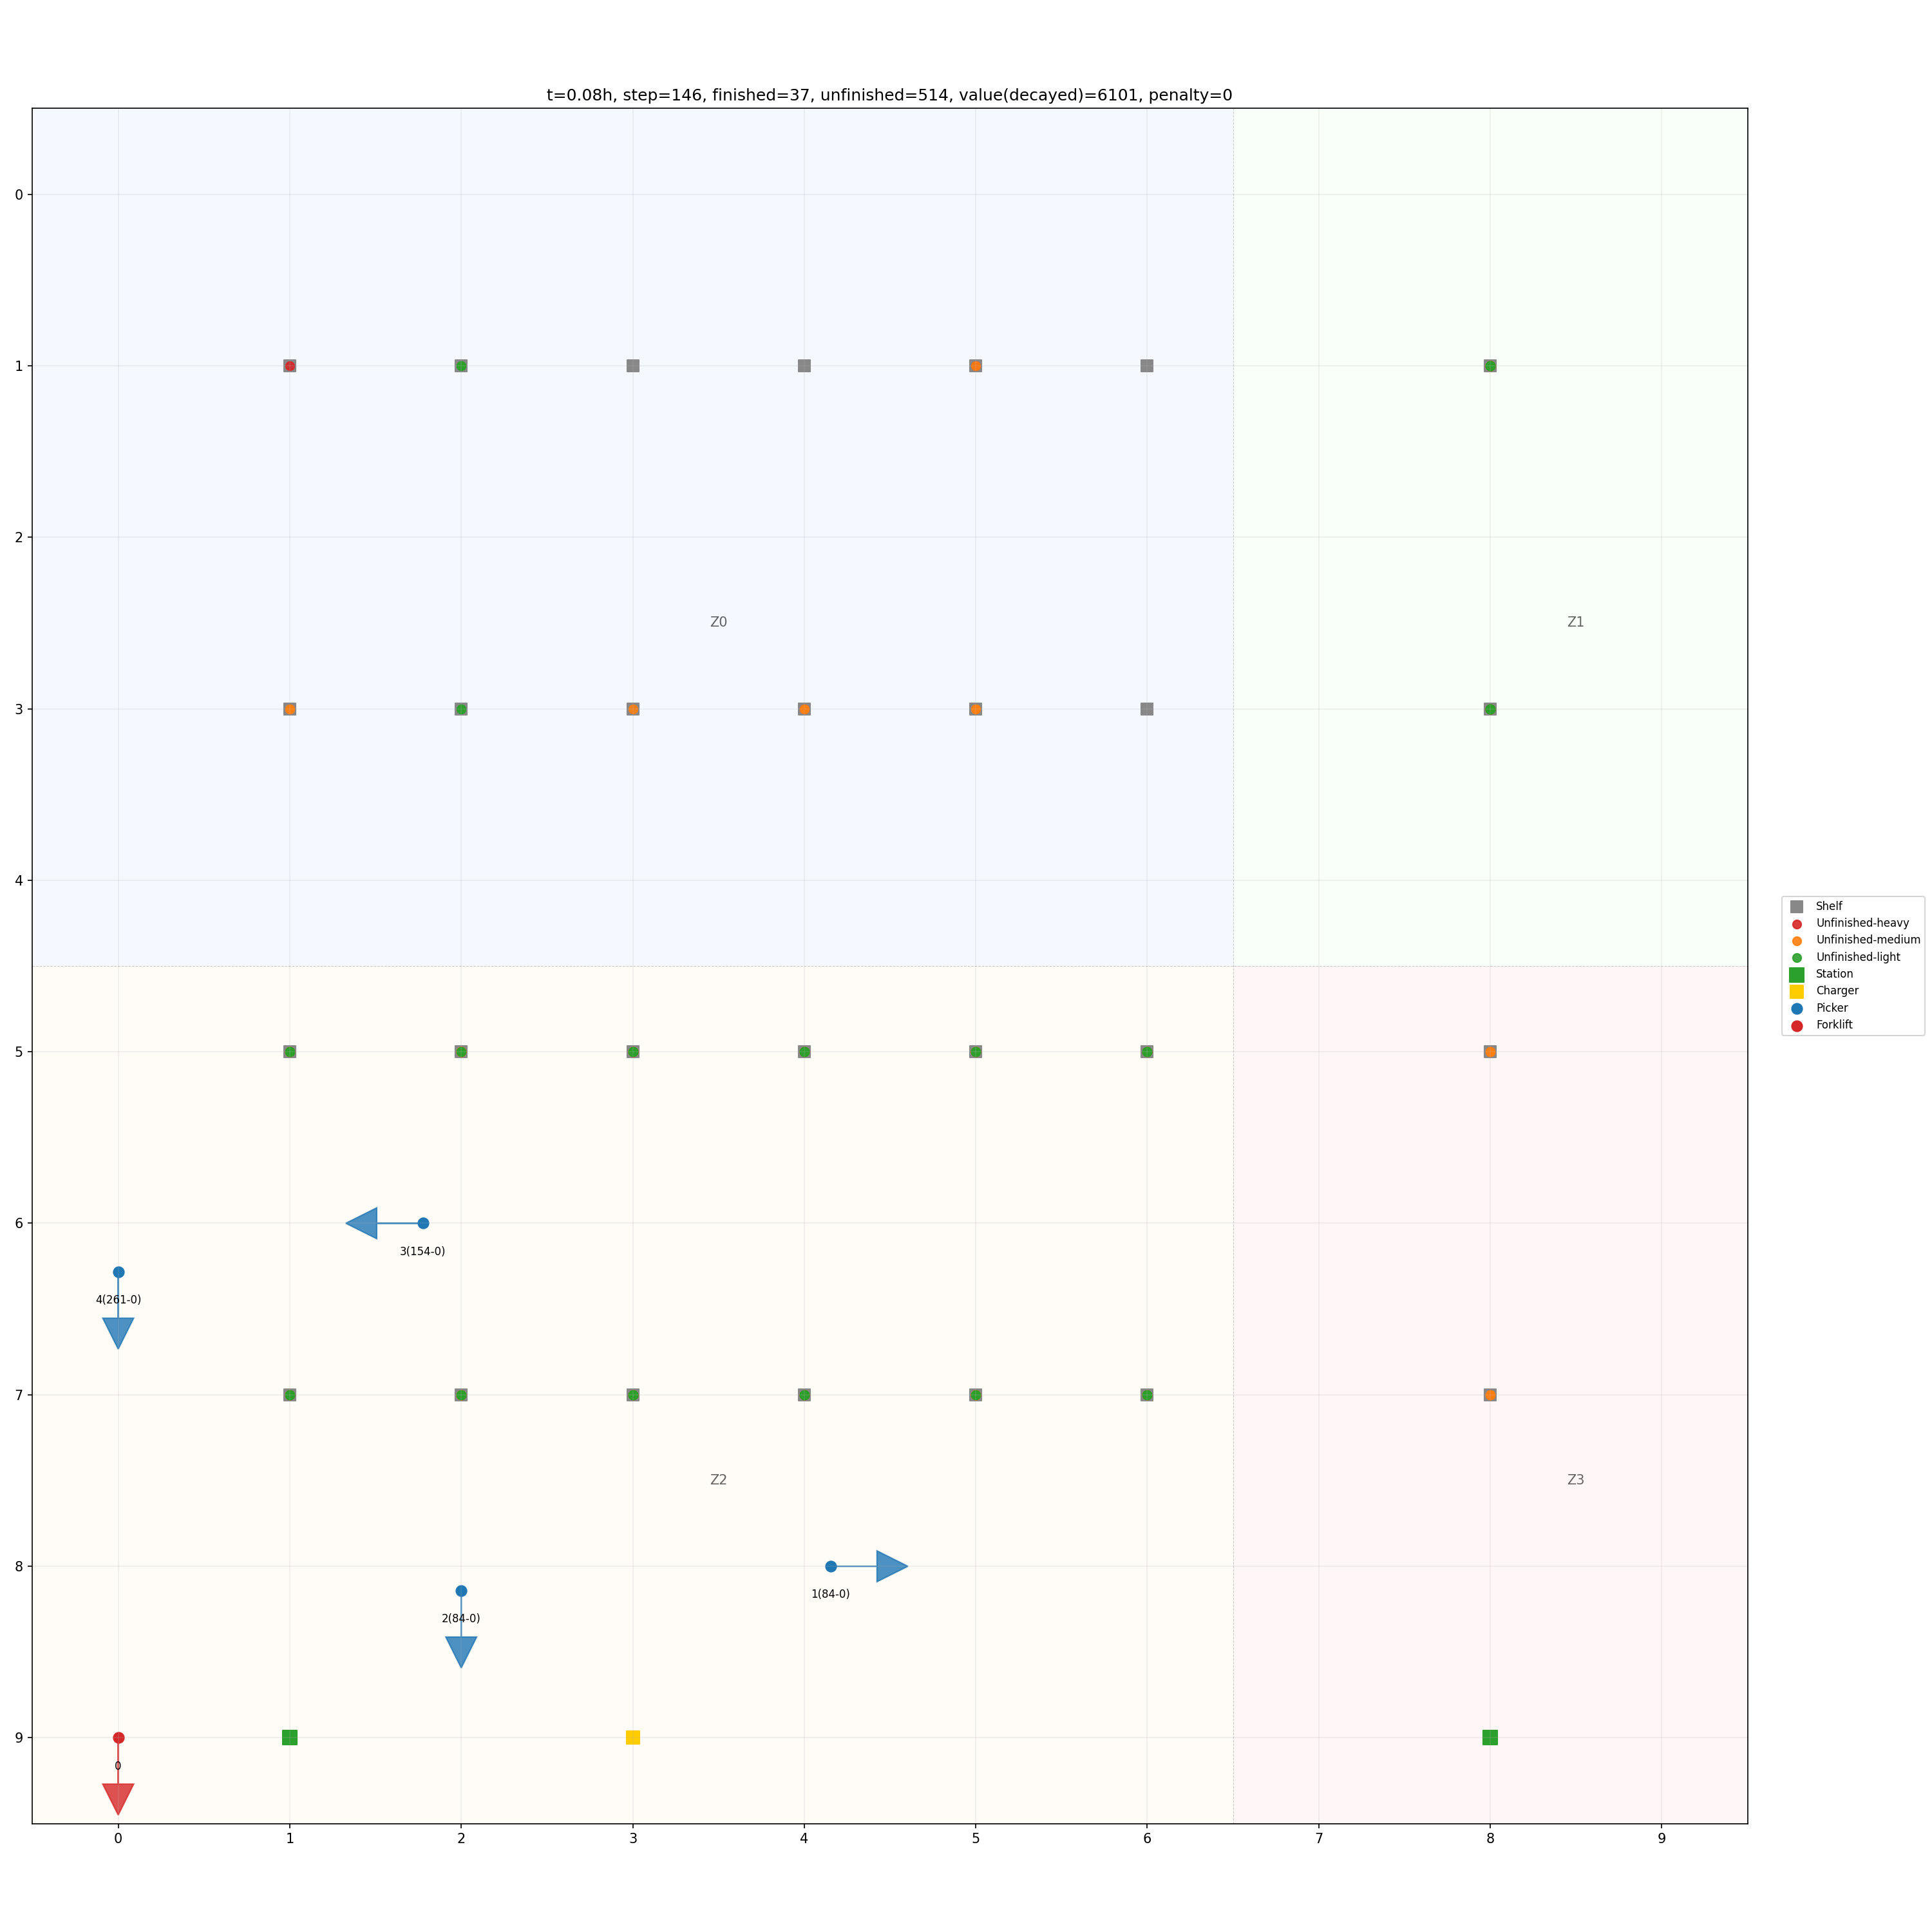 t=0.08h, step=146, finished=37, unfinished=514, value(decayed)=6101, penalty=0
0
1
2
Z0
Z1
3
4
Shelf
Unfinished-heavy
Unfinished-medium
Unfinished-light
Station
Charger
Picker
Forklift
5
6
3(154-0)
4(261-0)
7
Z2
Z3
8
1(84-0)
2(84-0)
9
0
0
1
2
3
4
5
6
7
8
9